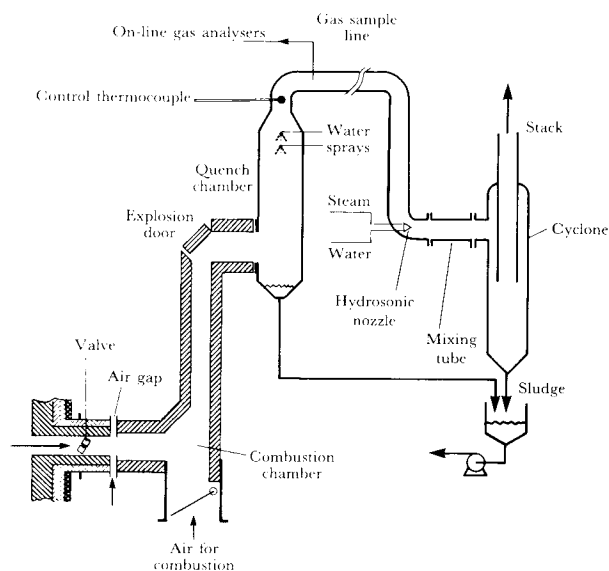 Gas sample
line
On-line gas analysers
Control thermocouple
Water
sprays
Stack
Quench
chamber
Explosion
door
Steam
Water
Cyclone
Hydrosonic
nozzle
Mixing
tube
Valve
Air gap
Sludge
Combustion
chamber
Air for
combustion